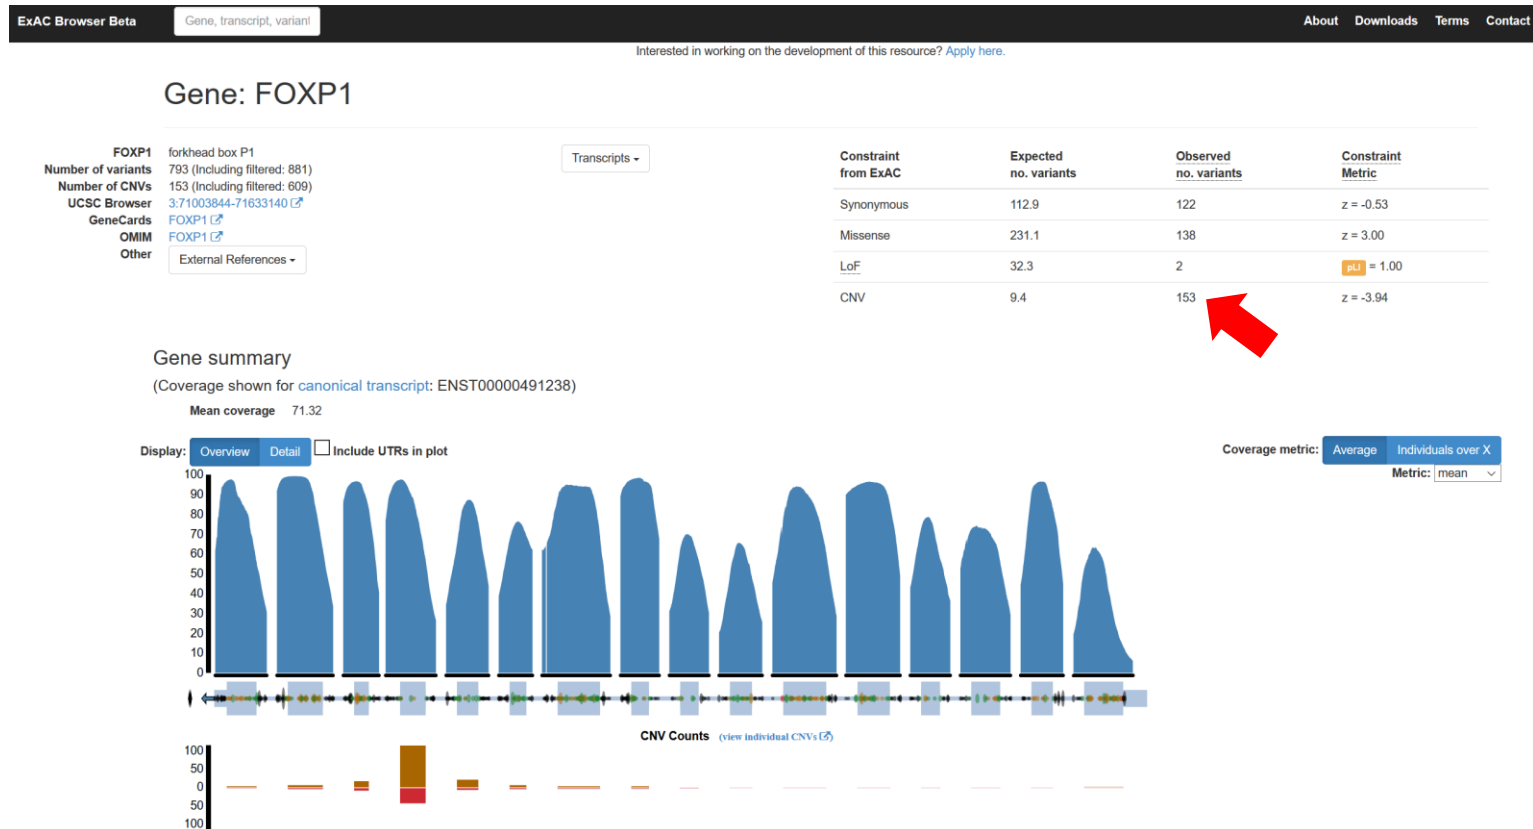 ExAC Browser Beta
Gene, transcript, variant
About Downloads Terms Contact
Interested in working on the development of this resource? Apply here.
Gene: FOXP1
FOXP1 forkhead box P1
Number of variants 793 (Including filtered: 881)
Number of CNVs 153 (Including filtered: 609)
UCSC Browser 3:71003844-71633140
GeneCards FOXP1
OMIM FOXP1
Other External References
Transcripts
Constraint from ExAC Expected no. variants Observed no. variants Constraint Metric
Synonymous 112.9 122 z = -0.53
Missense 231.1 138 z = 3.00
LoF 32.3 2 pLI = 1.00
CNV 9.4 153 z = -3.94
Gene summary
(Coverage shown for canonical transcript: ENST00000491238)
Mean coverage 71.32
Display: Overview Detail Include UTRs in plot
Coverage metric: Average Individuals over X
Metric: mean
100
90
80
70
60
50
40
30
20
10
0
CNV Counts (view individual CNVs)
100
50
0
50
100